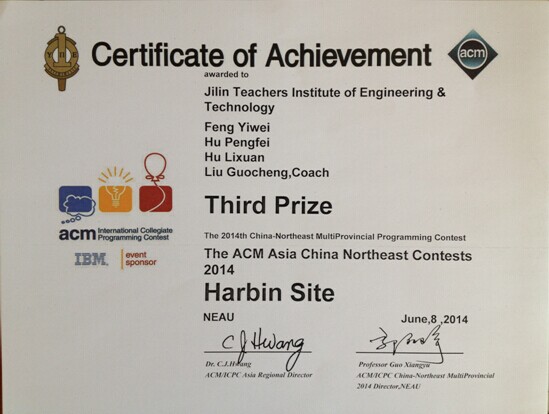 Certificate of Achievement
acm
awarded to
Jilin Teachers Institute of Engineering &
Technology
Feng Yiwei
Hu Pengfei
Hu Lixuan
Liu Guocheng,Coach
Third Prize
acm International Collegiate
Programming Contest
The 2014th China-Northeast MultiProvincial Programming Contest
IBM event
sponsor
The ACM Asia China Northeast Contests
2014
Harbin Site
NEAU
June,8 ,2014
C J Hwang
Dr. C.J.Hwang
ACM/ICPC Asia Regional Director
Professor Guo Xiangyu
ACM/ICPC China-Northeast MultiProvincial
2014 Director,NEAU